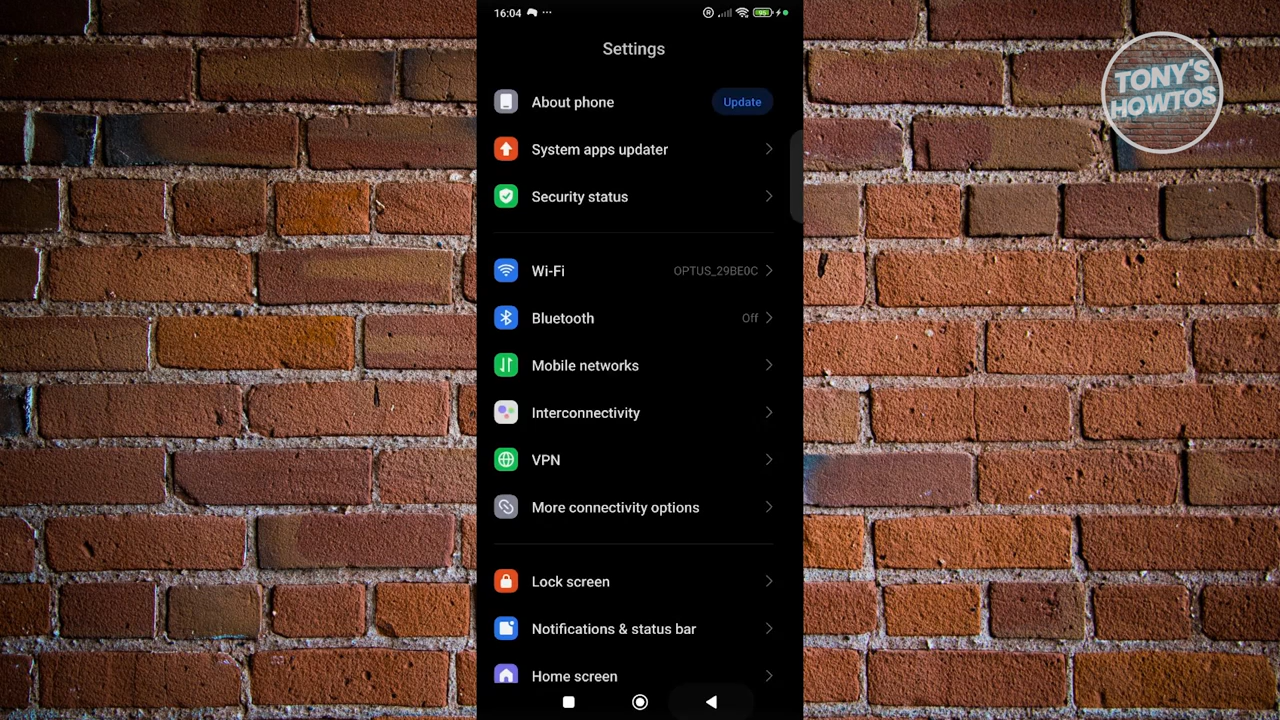 16:04
95
Settings
About phone
Update
System apps updater
Security status
Wi-Fi
OPTUS_29BE0C
Bluetooth
Off
Mobile networks
Interconnectivity
VPN
More connectivity options
Lock screen
Notifications & status bar
Home screen
TONY'S
HOWTOS